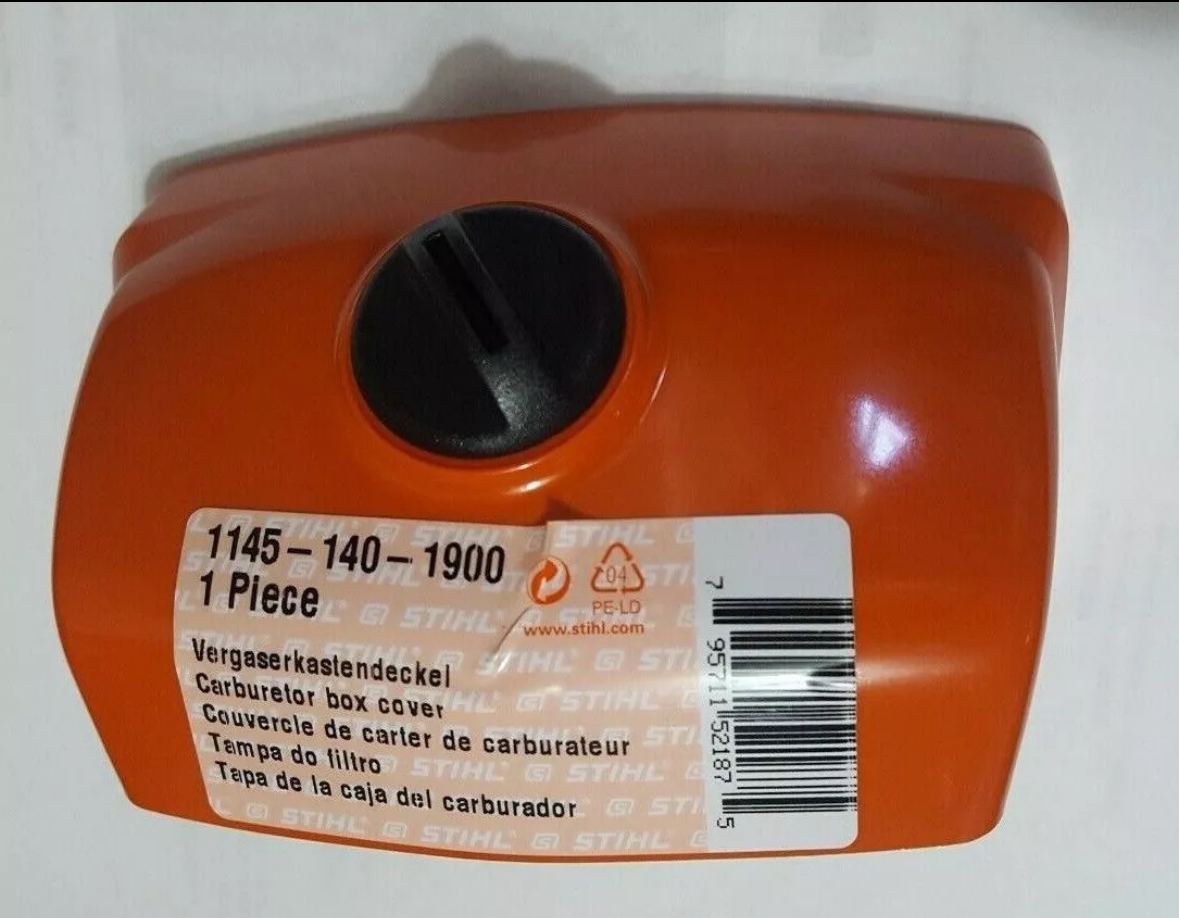 1145-140-1900
1 Piece
04
PE-LD
www.stihl.com
Vergaserkastendeckel
Carburetor box cover
Couvercle de carter de carburateur
Tampa do filtro
Tapa de la caja del carburador
7 95711 52187 5
STIHL